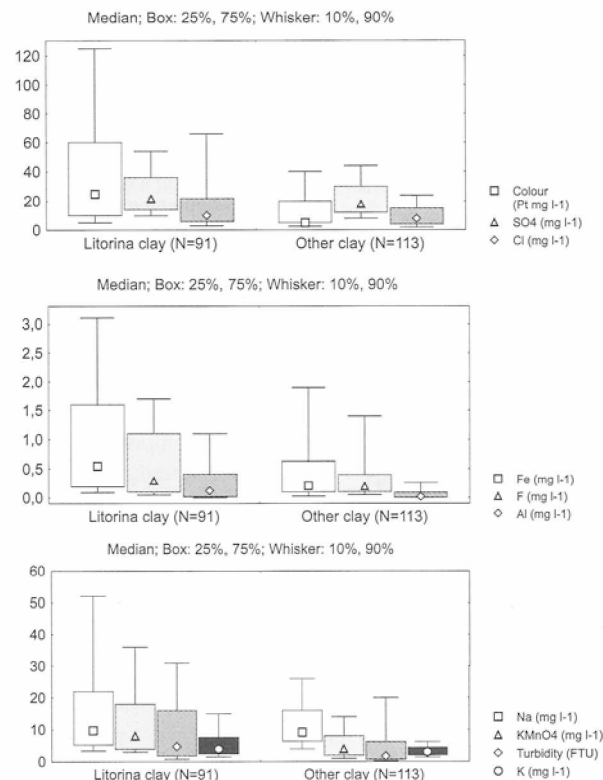 Median; Box: 25%, 75%; Whisker: 10%, 90%
120
100
80
60
40
20
0
Litorina clay (N=91)
Other clay (N=113)
Colour
(Pt mg l-1)
SO4 (mg l-1)
Cl (mg l-1)
Median; Box: 25%, 75%; Whisker: 10%, 90%
3,0
2,5
2,0
1,5
1,0
0,5
0,0
Litorina clay (N=91)
Other clay (N=113)
Fe (mg l-1)
F (mg l-1)
Al (mg l-1)
Median; Box: 25%, 75%; Whisker: 10%, 90%
60
50
40
30
20
10
0
Litorina clay (N=91)
Other clay (N=113)
Na (mg l-1)
KMnO4 (mg l-1)
Turbidity (FTU)
K (mg l-1)